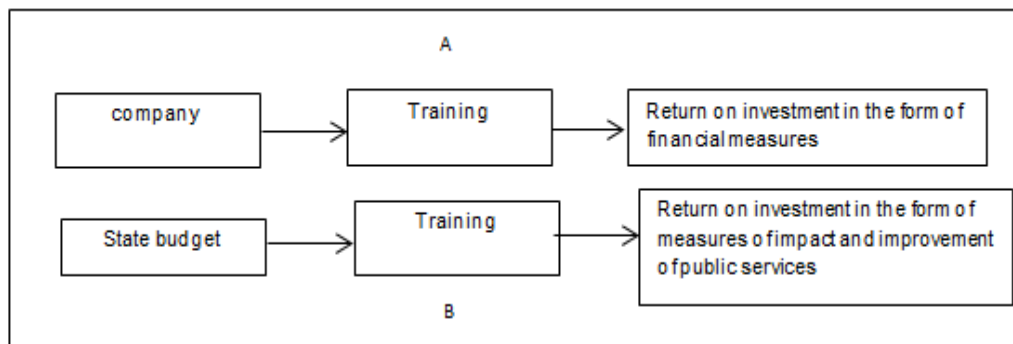 A
company
Training
Return on investment in the form of
financial measures
State budget
Training
Return on investment in the form of
measures of impact and improvement
of public services
B